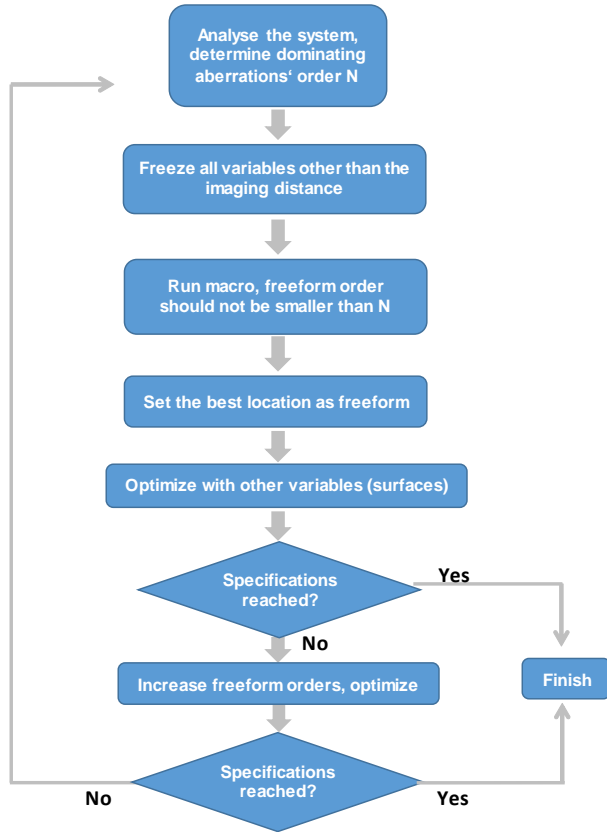 Analyse the system,
determine dominating
aberrations‘ order N
Freeze all variables other than the
imaging distance
Run macro, freeform order
should not be smaller than N
Set the best location as freeform
Optimize with other variables (surfaces)
Specifications
reached?
Yes
No
Increase freeform orders, optimize
Finish
Specifications
reached?
No
Yes